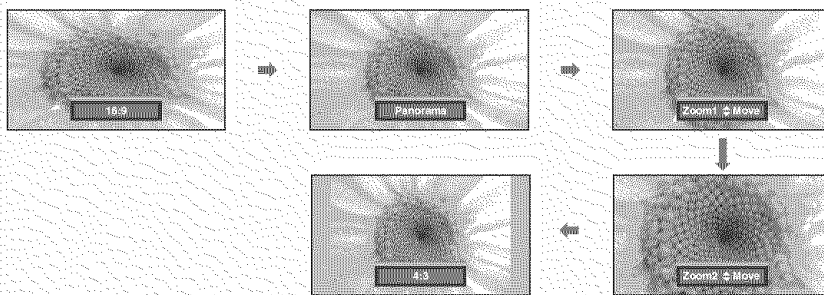 16:9
Panorama
Zoom1 ⬍ Move
Zoom2 ⬍ Move
4:3